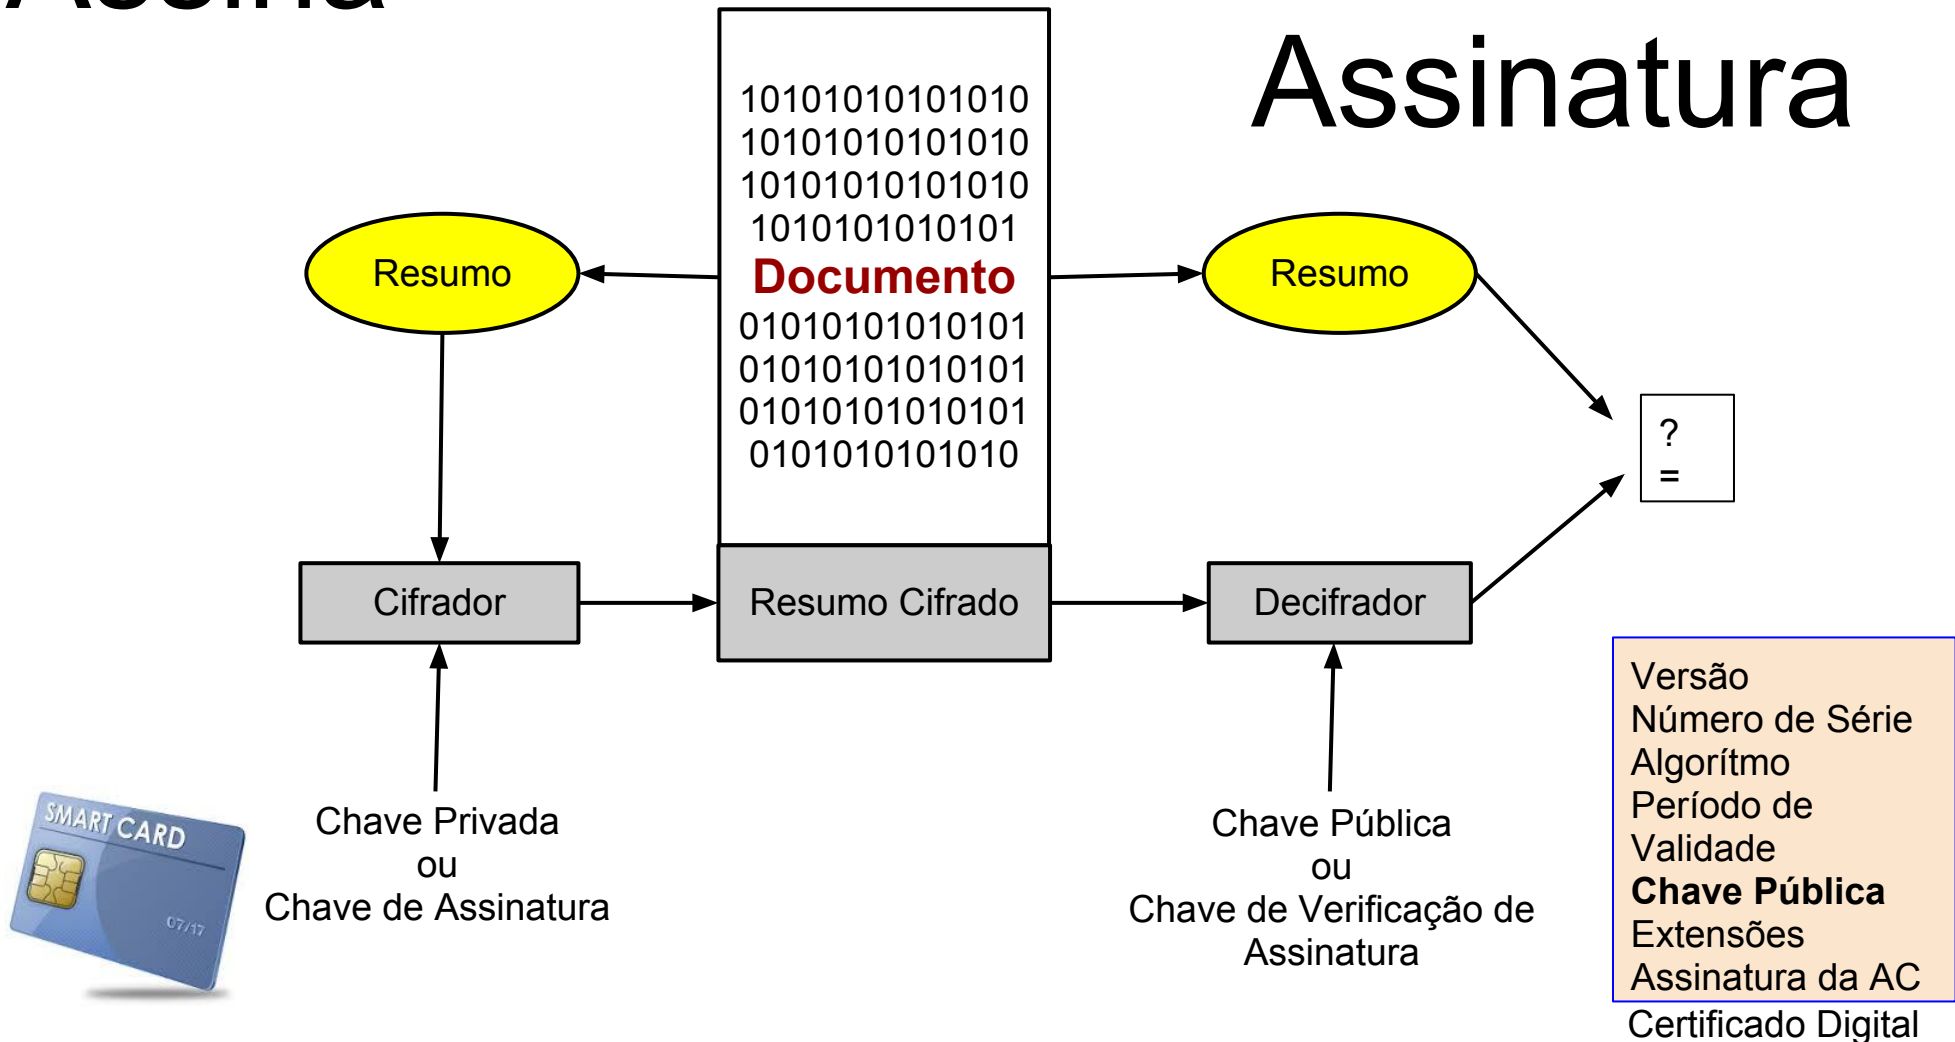 Assina
Assinatura
10101010101010
10101010101010
10101010101010
1010101010101
Documento
01010101010101
01010101010101
01010101010101
0101010101010
Resumo
Resumo
?
=
Cifrador
Resumo Cifrado
Decifrador
SMART CARD
07/17
Chave Privada
ou
Chave de Assinatura
Chave Pública
ou
Chave de Verificação de
Assinatura
Versão
Número de Série
Algorítmo
Período de
Validade
Chave Pública
Extensões
Assinatura da AC
Certificado Digital